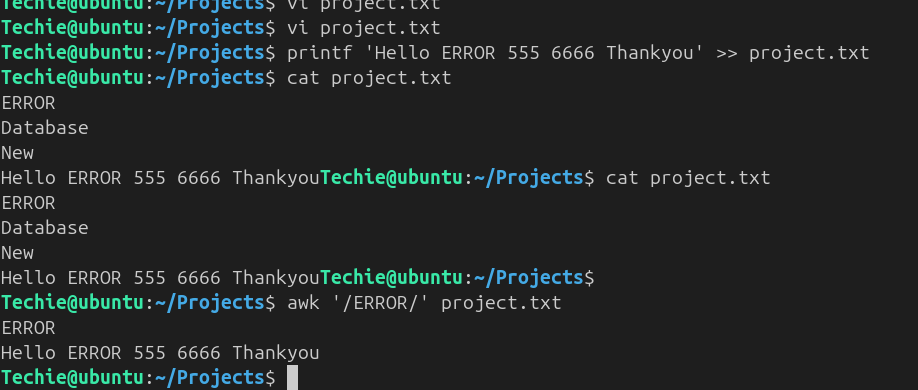 Techie@ubuntu:~/Projects$ vi project.txt
Techie@ubuntu:~/Projects$ vi project.txt
Techie@ubuntu:~/Projects$ printf 'Hello ERROR 555 6666 Thankyou' >> project.txt
Techie@ubuntu:~/Projects$ cat project.txt
ERROR
Database
New
Hello ERROR 555 6666 ThankyouTechie@ubuntu:~/Projects$ cat project.txt
ERROR
Database
New
Hello ERROR 555 6666 ThankyouTechie@ubuntu:~/Projects$
Techie@ubuntu:~/Projects$ awk '/ERROR/' project.txt
ERROR
Hello ERROR 555 6666 Thankyou
Techie@ubuntu:~/Projects$